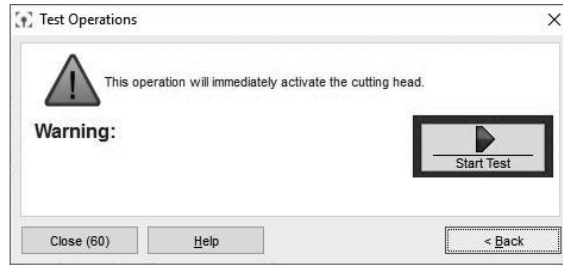 Test Operations
This operation will immediately activate the cutting head.
Warning:
Start Test
Close (60)
Help
< Back